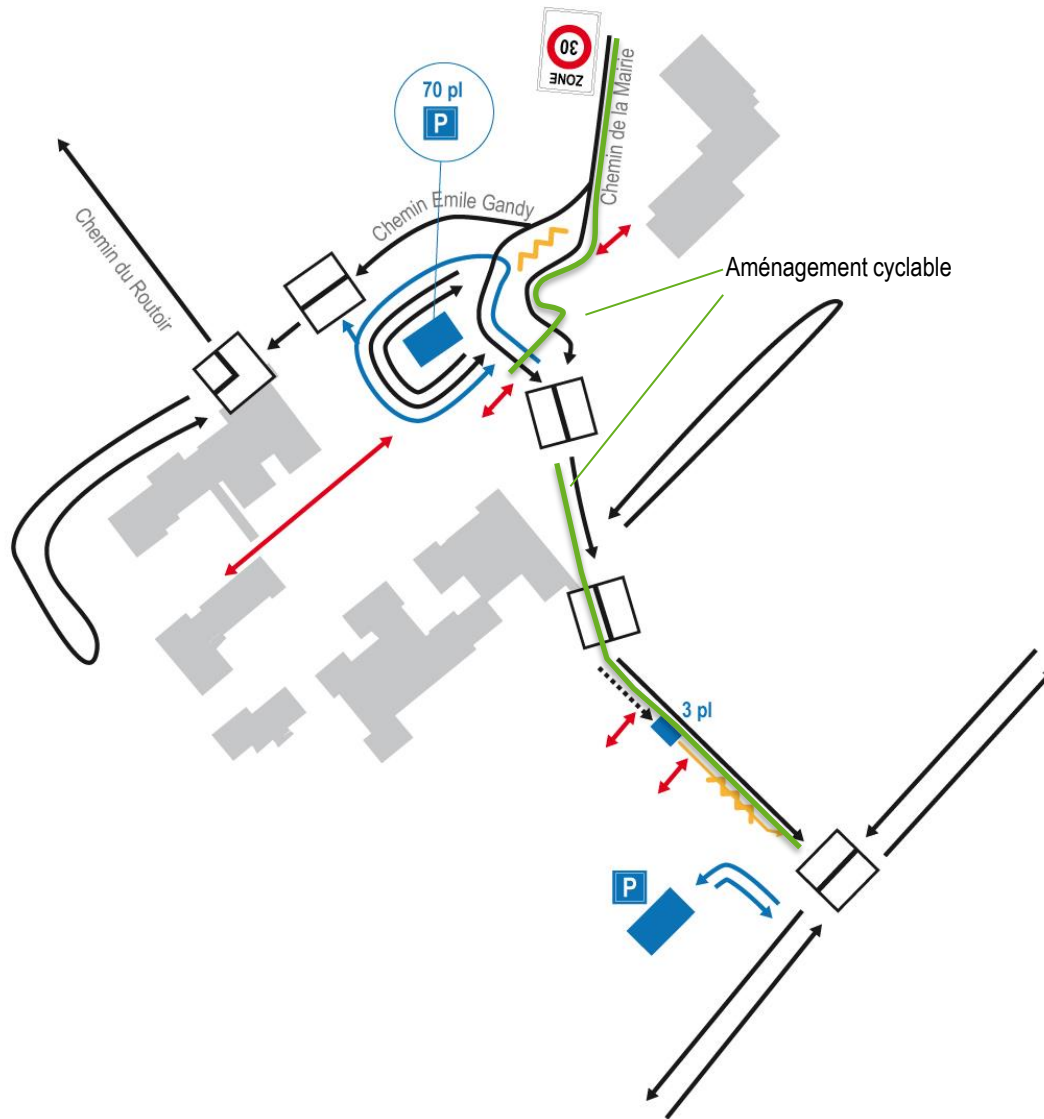 30
ZONE
70 pl
P
Chemin de la Mairie
Chemin Emile Gandy
Chemin du Routoir
Aménagement cyclable
3 pl
P